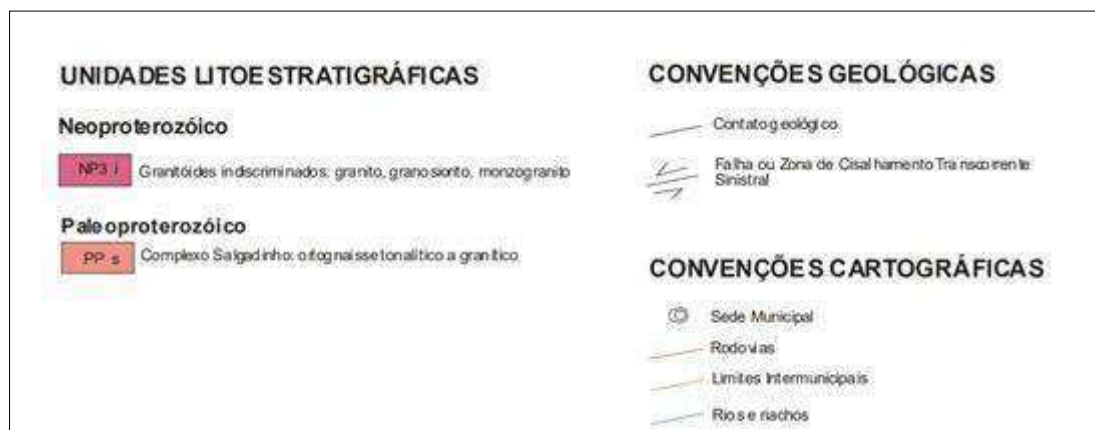 UNIDADES LITOESTRATIGRÁFICAS
Neoproterozóico
NP3 i Granitóides indiscriminados: granito, granosionto, monzogranito
Paleoproterozóico
PP s Complexo Salgadinho: ortognaisse tonalítico a granítico
CONVENÇÕES GEOLÓGICAS
Contato geológico
Falha ou Zona de Cisalhamento Transcorrente
Sinistral
CONVENÇÕES CARTOGRÁFICAS
Sede Municipal
Rodovias
Limites Intermunicipais
Rios e riachos